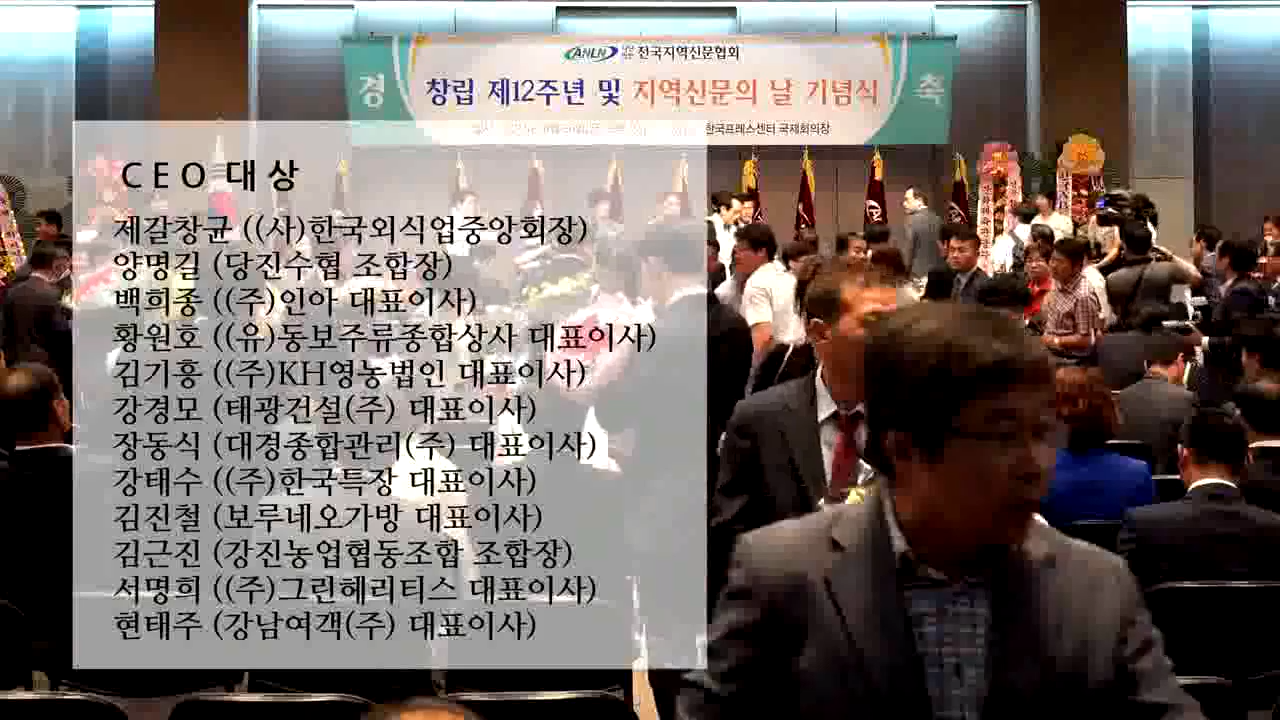 ANLN 전국지역신문협회
경 축
창립 제12주년 및 지역신문의 날 기념식
한국프레스센터 국제회의장
CEO 대상
제갈창균 ((사)한국외식업중앙회장)
양명길 (당진수협 조합장)
백희종 ((주)인아 대표이사)
황원호 ((유)동보주류종합상사 대표이사)
김기흥 ((주)KH영농법인 대표이사)
강경모 (태광건설(주) 대표이사)
장동식 (대경종합관리(주) 대표이사)
강태수 ((주)한국특장 대표이사)
김진철 (보루네오가방 대표이사)
김근진 (강진농업협동조합 조합장)
서명희 ((주)그린헤리티스 대표이사)
현태주 (강남여객(주) 대표이사)